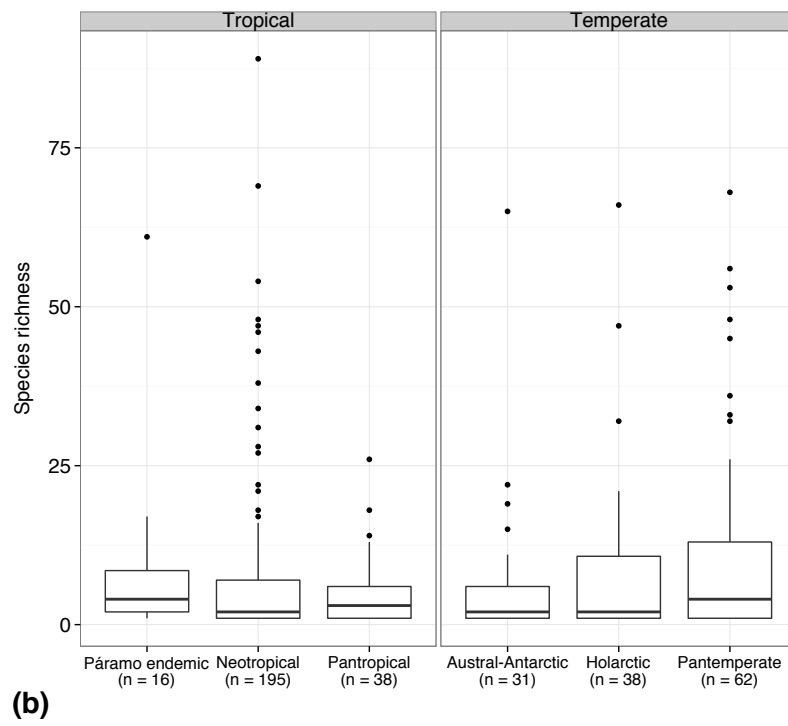 Tropical
Temperate
Species richness
75
50
25
0
Páramo endemic
(n = 16)
Neotropical
(n = 195)
Pantropical
(n = 38)
Austral-Antarctic
(n = 31)
Holarctic
(n = 38)
Pantemperate
(n = 62)
(b)